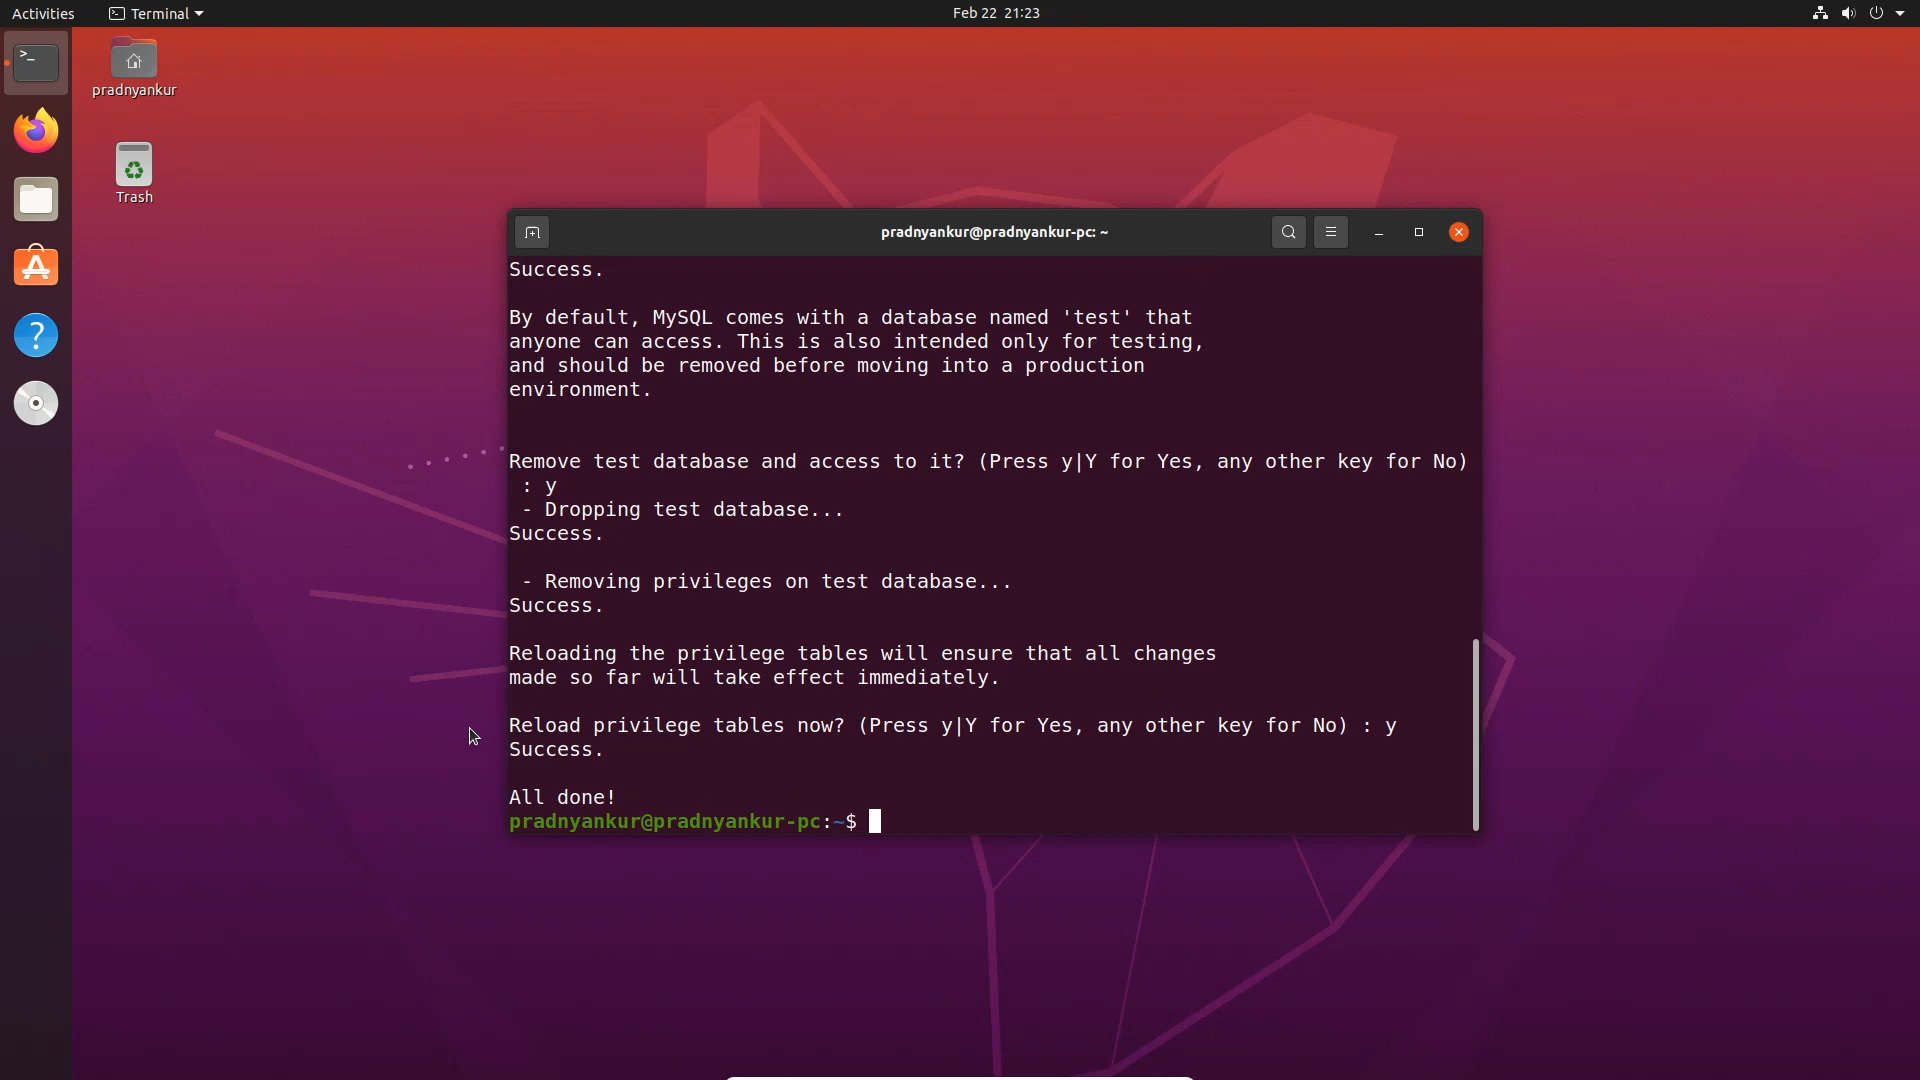 Activities
Terminal
Feb 22 21:23
pradnyankur
Trash
pradnyankur@pradnyankur-pc: ~
Success.
By default, MySQL comes with a database named 'test' that
anyone can access. This is also intended only for testing,
and should be removed before moving into a production
environment.
Remove test database and access to it? (Press y|Y for Yes, any other key for No)
: y
- Dropping test database...
Success.
- Removing privileges on test database...
Success.
Reloading the privilege tables will ensure that all changes
made so far will take effect immediately.
Reload privilege tables now? (Press y|Y for Yes, any other key for No) : y
Success.
All done!
pradnyankur@pradnyankur-pc:~$